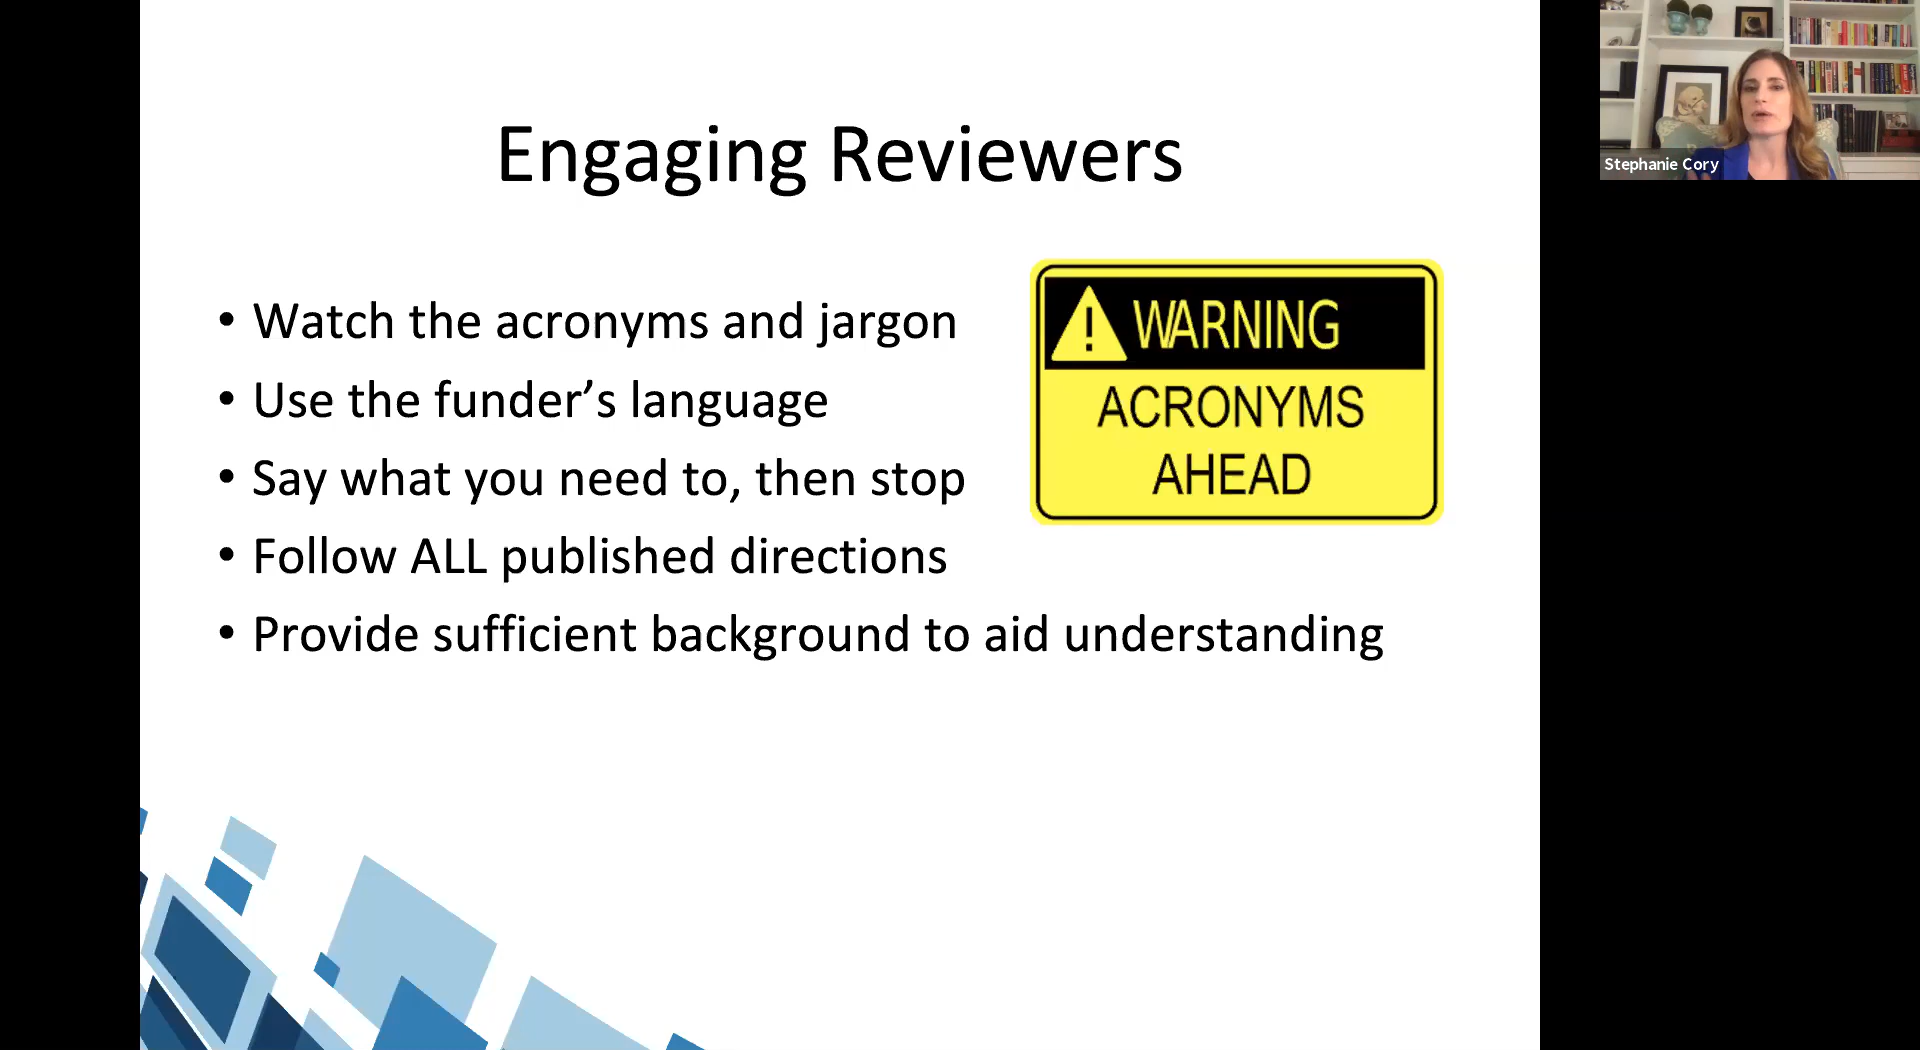 Engaging Reviewers
• Watch the acronyms and jargon
• Use the funder’s language
• Say what you need to, then stop
• Follow ALL published directions
• Provide sufficient background to aid understanding
WARNING
ACRONYMS
AHEAD
Stephanie Cory